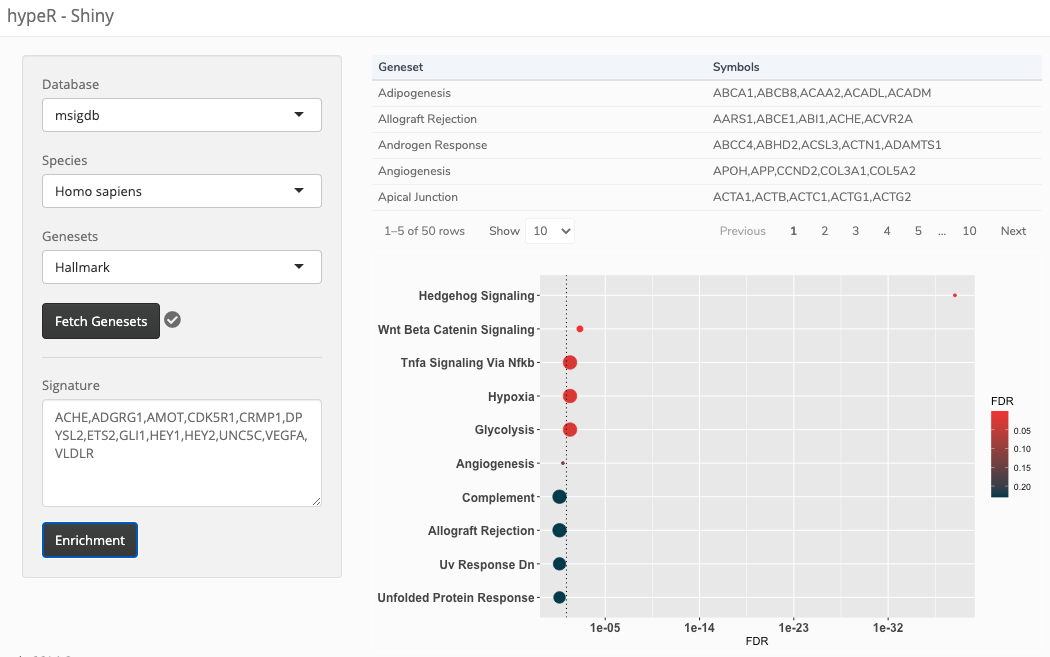 hypeR - Shiny
Database
msigdb
Species
Homo sapiens
Genesets
Hallmark
Fetch Genesets
Signature
ACHE,ADGRG1,AMOT,CDK5R1,CRMP1,DP
YSL2,ETS2,GLI1,HEY1,HEY2,UNC5C,VEGFA,
VLDLR
Enrichment
Geneset Symbols
Adipogenesis ABCA1,ABCB8,ACAA2,ACADL,ACADM
Allograft Rejection AARS1,ABCE1,ABI1,ACHE,ACVR2A
Androgen Response ABCC4,ABHD2,ACSL3,ACTN1,ADAMTS1
Angiogenesis APOH,APP,CCND2,COL3A1,COL5A2
Apical Junction ACTA1,ACTB,ACTC1,ACTG1,ACTG2
1–5 of 50 rows Show 10 Previous 1 2 3 4 5 ... 10 Next
Hedgehog Signaling
Wnt Beta Catenin Signaling
Tnfa Signaling Via Nfkb
Hypoxia
Glycolysis
Angiogenesis
Complement
Allograft Rejection
Uv Response Dn
Unfolded Protein Response
1e-05 1e-14 1e-23 1e-32
FDR
FDR
0.05
0.10
0.15
0.20